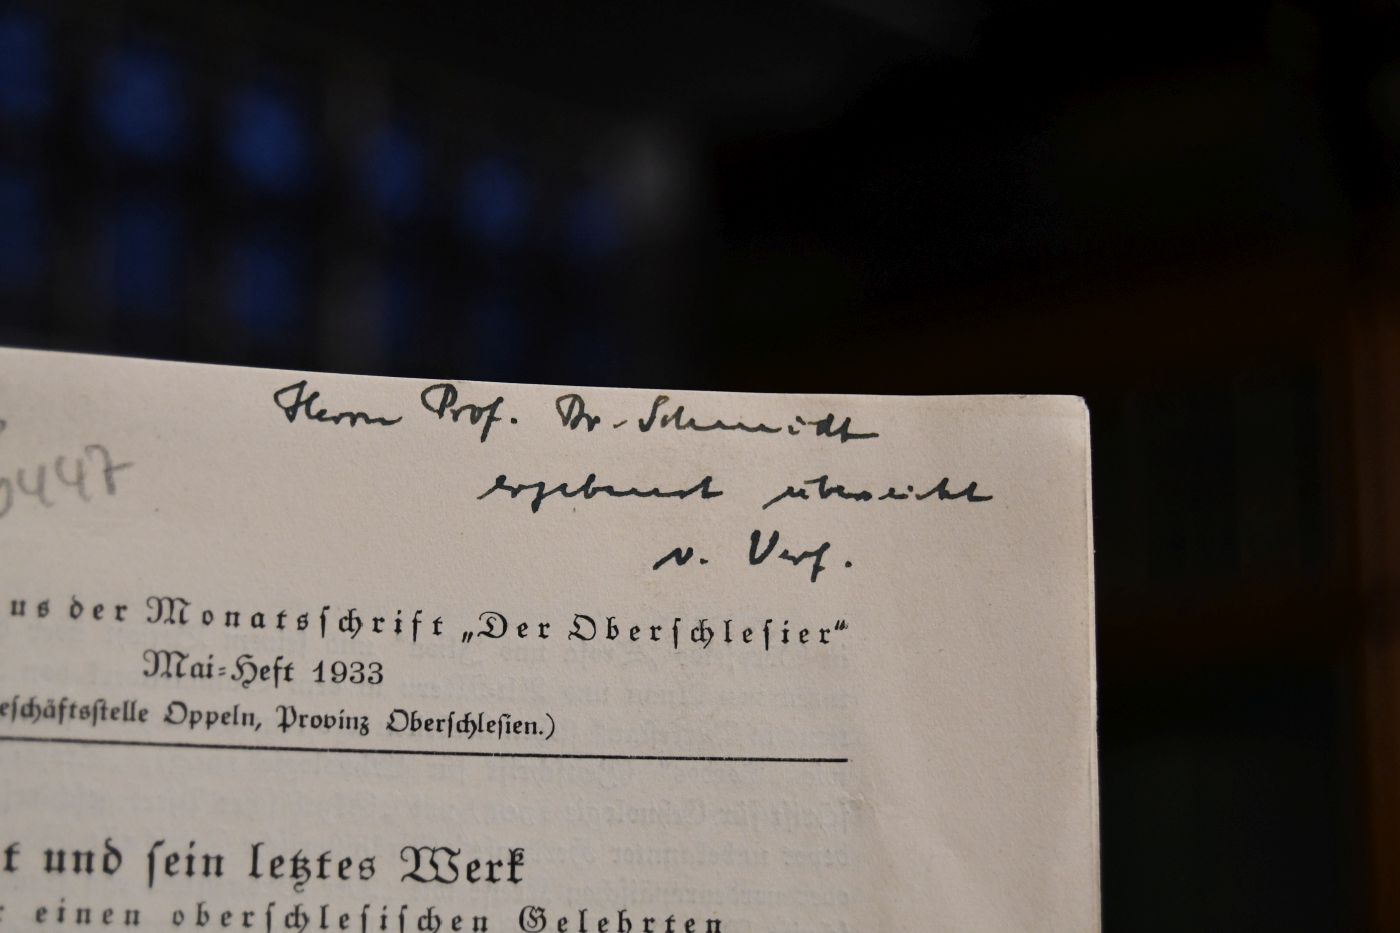 Herrn Prof. Dr. Schmidt
ergebenst überreicht
v. Verf.
447
us der Monatsſchrift „Der Oberſchleſier“
Mai-Heft 1933
eſchäftsſtelle Oppeln, Provinz Oberſchleſien.)
t und ſein letztes Werk
r einen oberſchleſiſchen Gelehrten